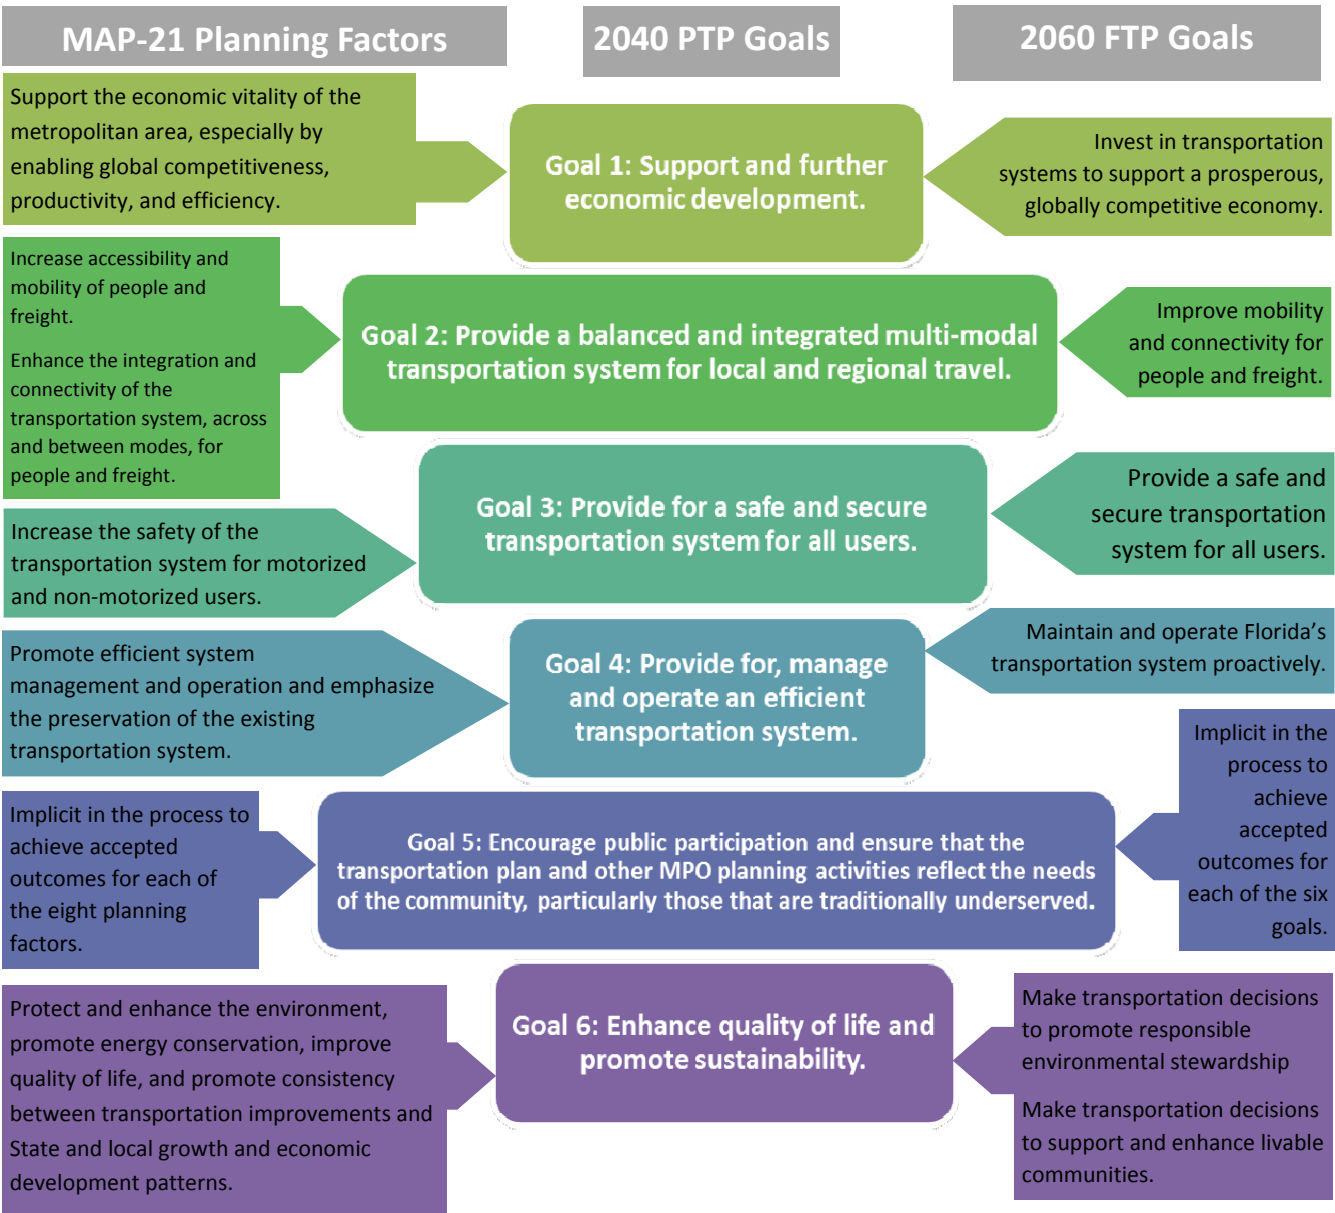 MAP-21 Planning Factors
2040 PTP Goals
2060 FTP Goals
Support the economic vitality of the
metropolitan area, especially by
enabling global competitiveness,
productivity, and efficiency.
Goal 1: Support and further
economic development.
Invest in transportation
systems to support a prosperous,
globally competitive economy.
Increase accessibility and
mobility of people and
freight.
Enhance the integration and
connectivity of the
transportation system, across
and between modes, for
people and freight.
Goal 2: Provide a balanced and integrated multi-modal
transportation system for local and regional travel.
Improve mobility
and connectivity for
people and freight.
Increase the safety of the
transportation system for motorized
and non-motorized users.
Goal 3: Provide for a safe and secure
transportation system for all users.
Provide a safe and
secure transportation
system for all users.
Promote efficient system
management and operation and emphasize
the preservation of the existing
transportation system.
Goal 4: Provide for, manage
and operate an efficient
transportation system.
Maintain and operate Florida's
transportation system proactively.
Implicit in the process to
achieve accepted
outcomes for each of
the eight planning
factors.
Goal 5: Encourage public participation and ensure that the
transportation plan and other MPO planning activities reflect the needs
of the community, particularly those that are traditionally underserved.
Implicit in the
process to
achieve
accepted
outcomes for
each of the six
goals.
Protect and enhance the environment,
promote energy conservation, improve
quality of life, and promote consistency
between transportation improvements and
State and local growth and economic
development patterns.
Goal 6: Enhance quality of life and
promote sustainability.
Make transportation decisions
to promote responsible
environmental stewardship
Make transportation decisions
to support and enhance livable
communities.